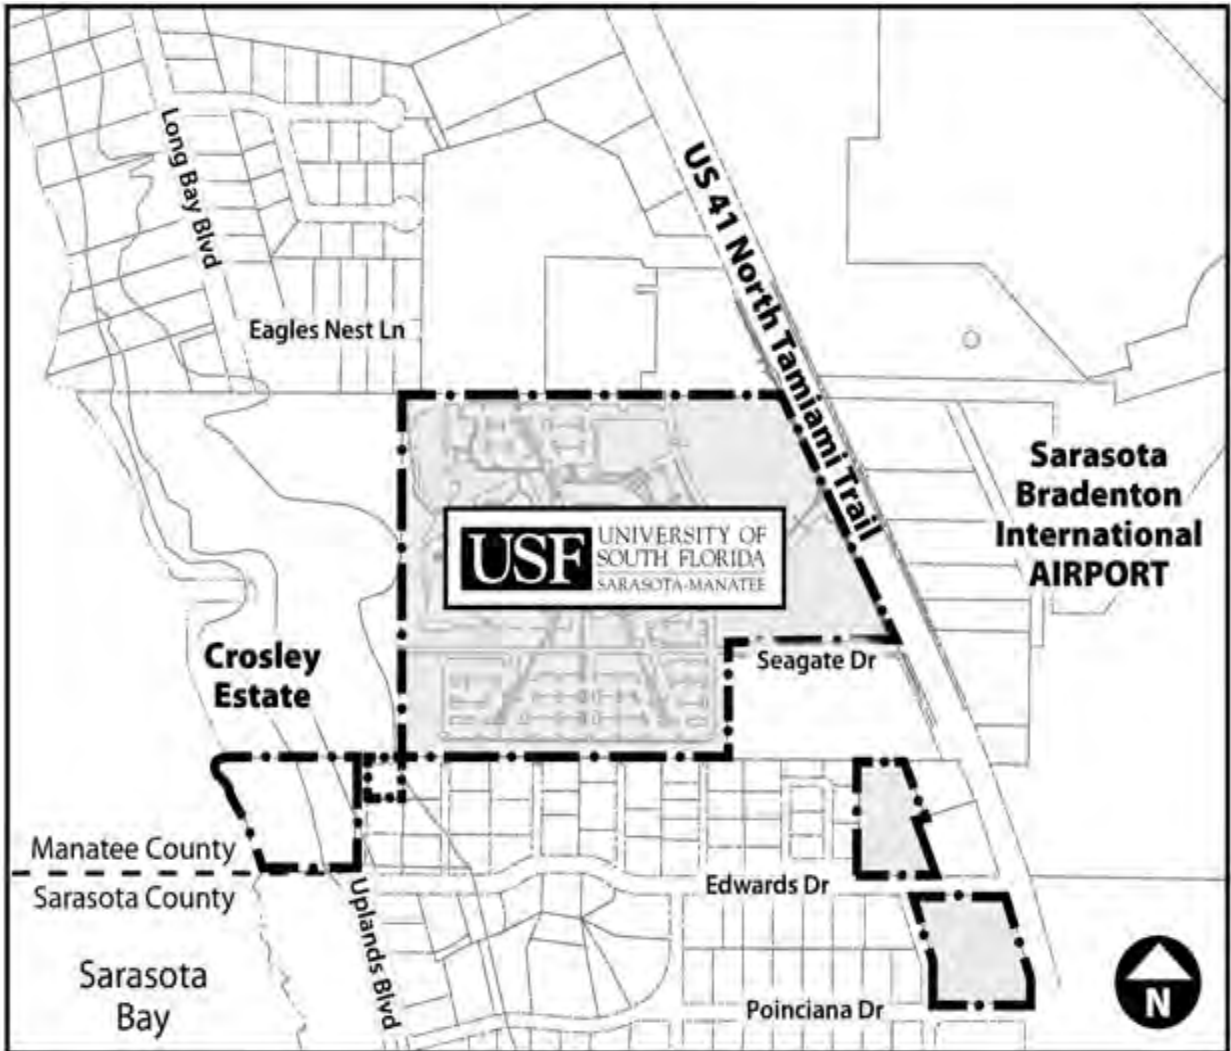 Long Bay Blvd
US 41 North Tamiami Trail
Eagles Nest Ln
Sarasota
Bradenton
International
AIRPORT
USF
UNIVERSITY OF
SOUTH FLORIDA
SARASOTA-MANATEE
Crosley
Estate
Seagate Dr
Manatee County
Sarasota County
Edwards Dr
Uplands Blvd
Sarasota
Bay
Poinciana Dr
N